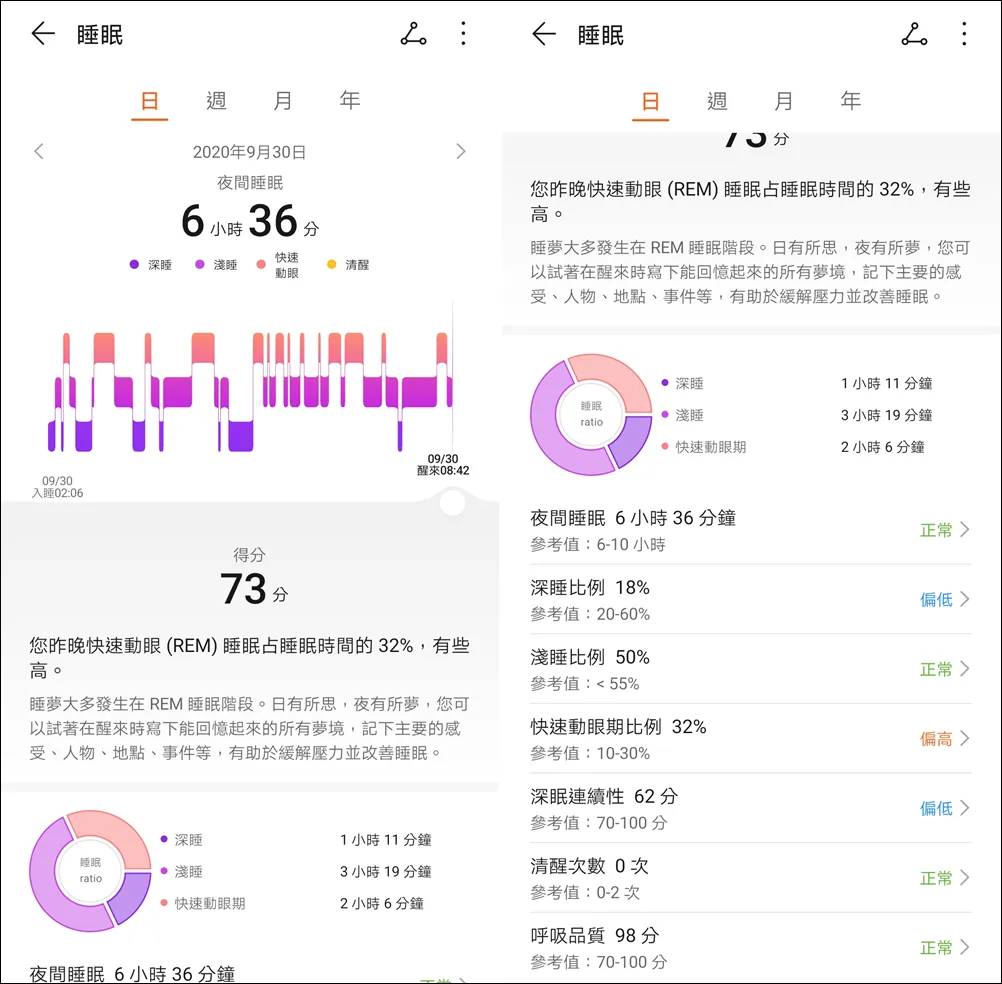 睡眠
日 週 月 年
2020年9月30日
夜間睡眠
6 小時 36 分
深睡 淺睡 快速動眼 清醒
09/30
入睡02:06
09/30
醒來08:42
得分
73 分
您昨晚快速動眼 (REM) 睡眠占睡眠時間的 32%，有些
高。
睡夢大多發生在 REM 睡眠階段。日有所思，夜有所夢，您可
以試著在醒來時寫下能回憶起來的所有夢境，記下主要的感
受、人物、地點、事件等，有助於緩解壓力並改善睡眠。
睡眠
ratio
深睡 1 小時 11 分鐘
淺睡 3 小時 19 分鐘
快速動眼期 2 小時 6 分鐘
夜間睡眠 6 小時 36 分鐘
正常
睡眠
日 週 月 年
73 分
您昨晚快速動眼 (REM) 睡眠占睡眠時間的 32%，有些
高。
睡夢大多發生在 REM 睡眠階段。日有所思，夜有所夢，您可
以試著在醒來時寫下能回憶起來的所有夢境，記下主要的感
受、人物、地點、事件等，有助於緩解壓力並改善睡眠。
睡眠
ratio
深睡 1 小時 11 分鐘
淺睡 3 小時 19 分鐘
快速動眼期 2 小時 6 分鐘
夜間睡眠 6 小時 36 分鐘
參考值：6-10 小時
正常
深睡比例 18%
參考值：20-60%
偏低
淺睡比例 50%
參考值：< 55%
正常
快速動眼期比例 32%
參考值：10-30%
偏高
深眠連續性 62 分
參考值：70-100 分
偏低
清醒次數 0 次
參考值：0-2 次
正常
呼吸品質 98 分
參考值：70-100 分
正常